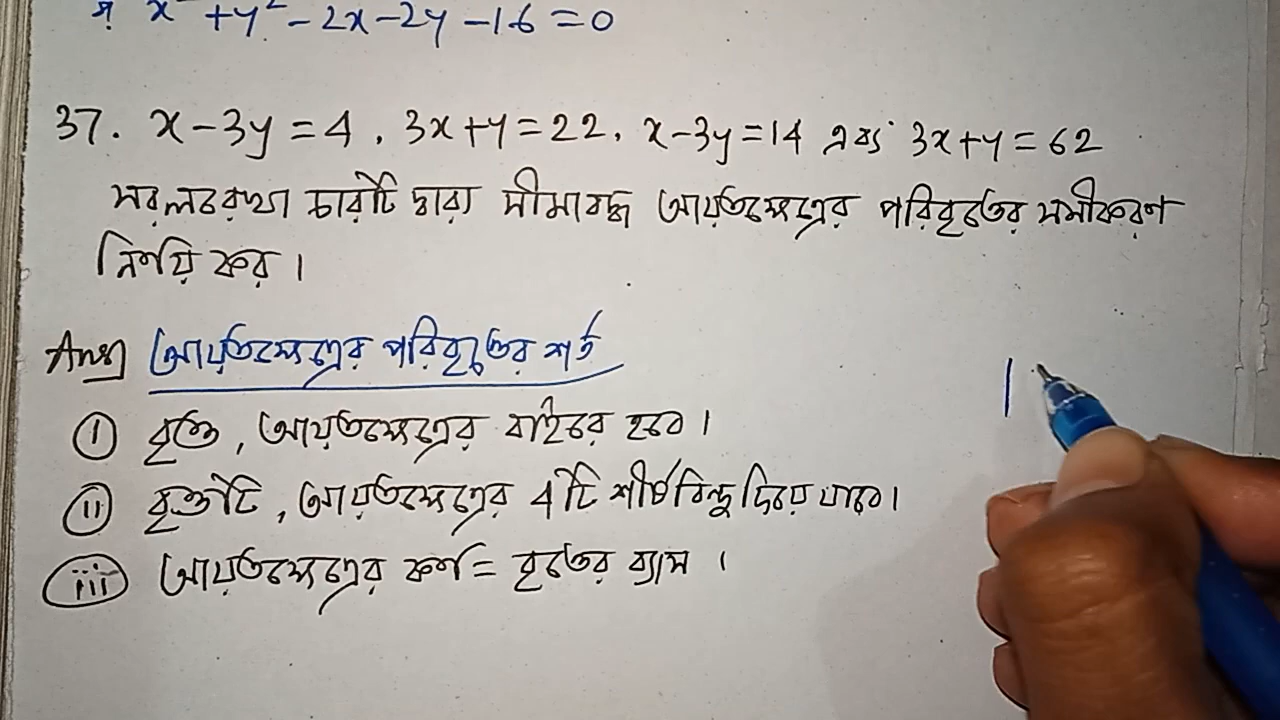 x² + y² - 2x - 2y - 16 = 0
37. x - 3y = 4, 3x + y = 22, x - 3y = 14 এবং 3x + y = 62
সরলরেখা চারটি দ্বারা সীমাবদ্ধ আয়তক্ষেত্রের পরিবৃত্তের সমীকরণ
নির্ণয় কর।
Ans আয়তক্ষেত্রের পরিবৃত্তের শর্ত
i বৃত্ত, আয়তক্ষেত্রের বাইরে হবে।
ii বৃত্তটি, আয়তক্ষেত্রের 4টি শীর্ষবিন্দু দিয়ে যাবে।
iii আয়তক্ষেত্রের কর্ণ = বৃত্তের ব্যাস।